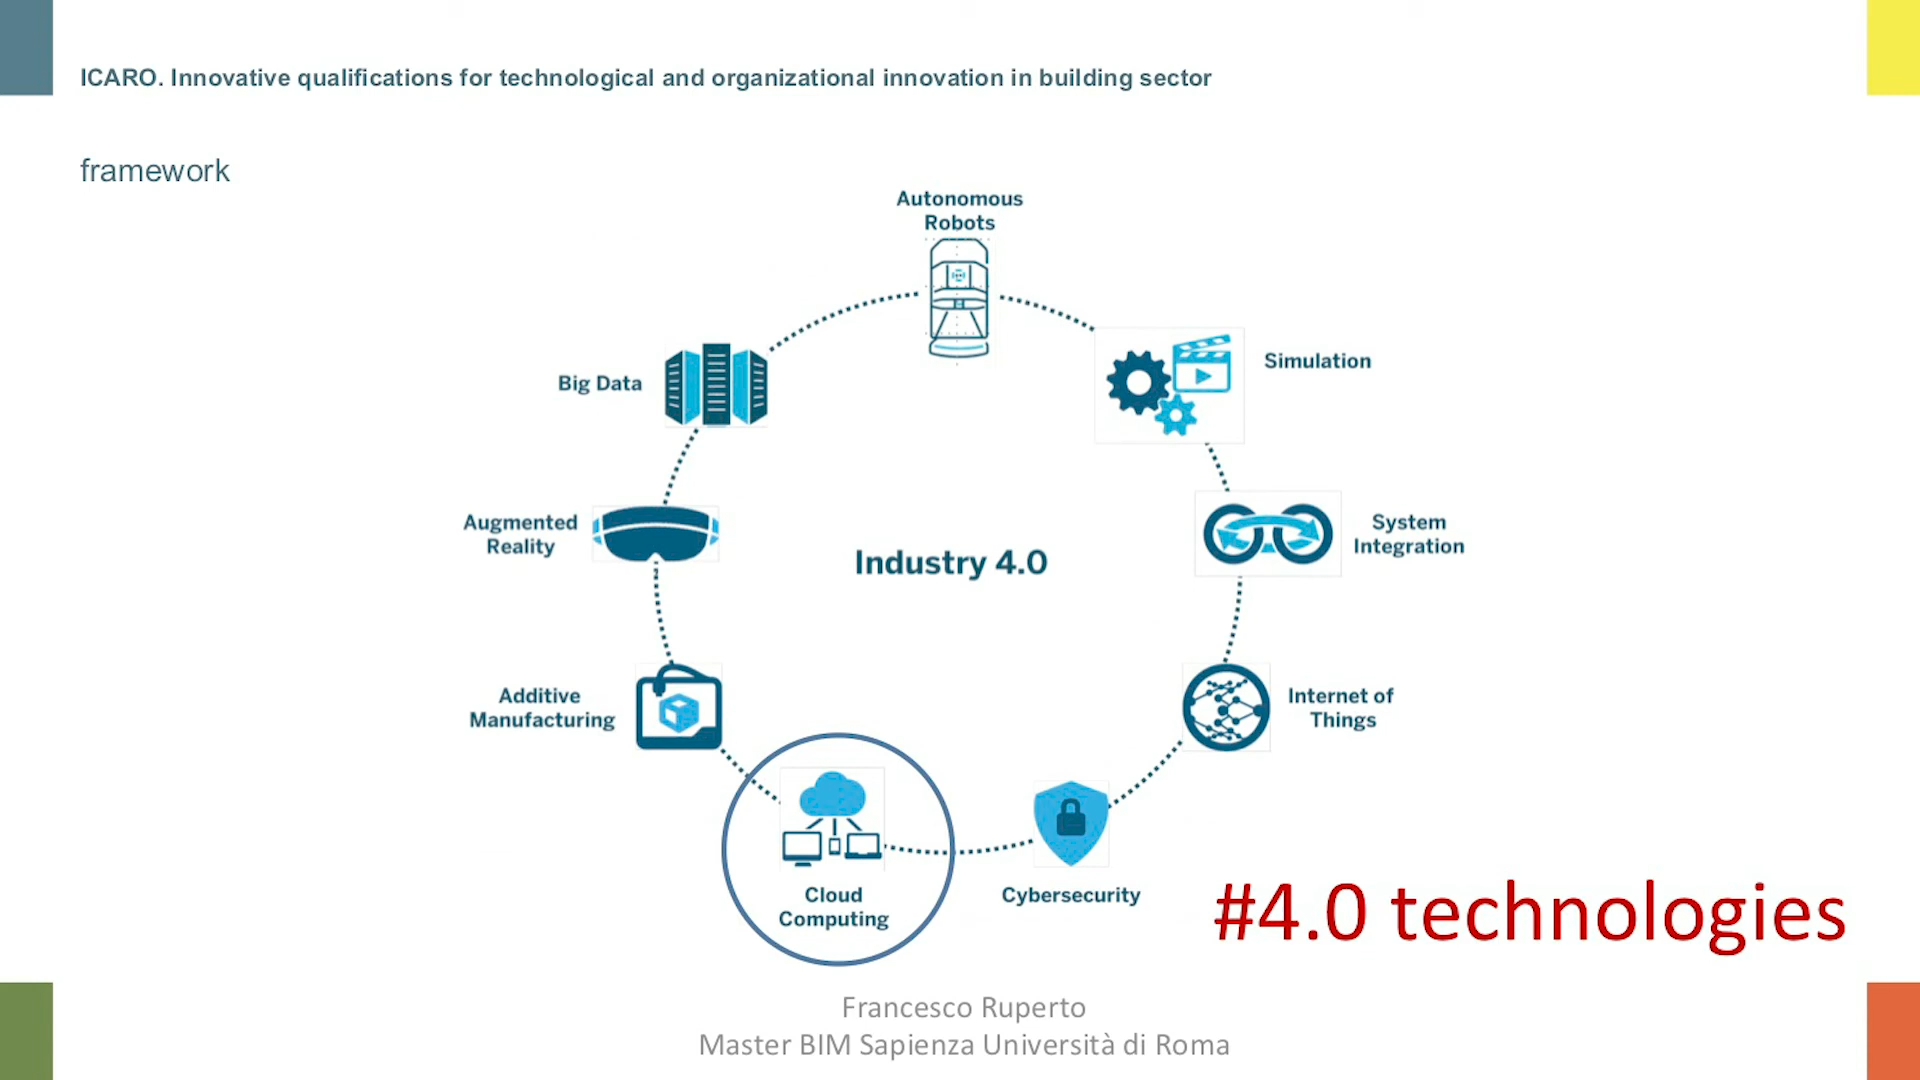 ICARO. Innovative qualifications for technological and organizational innovation in building sector
framework
Autonomous
Robots
Simulation
Big Data
System
Integration
Augmented
Reality
Industry 4.0
Internet of
Things
Additive
Manufacturing
Cybersecurity
Cloud
Computing
#4.0 technologies
Francesco Ruperto
Master BIM Sapienza Università di Roma